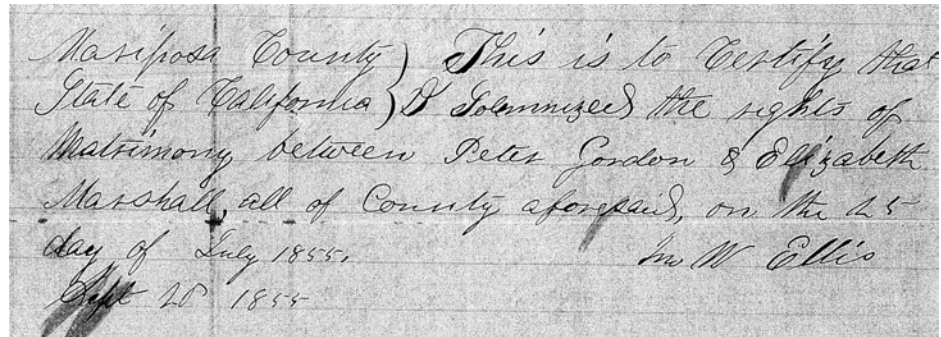 Mariposa County } This is to Certify that
State of California } I Solemnized the rights of
Matrimony between Peter Gordon & Elizabeth
Marshall, all of County aforesaid, on the 25
day of July 1855. Jno W Ellis
Sept 20 1855